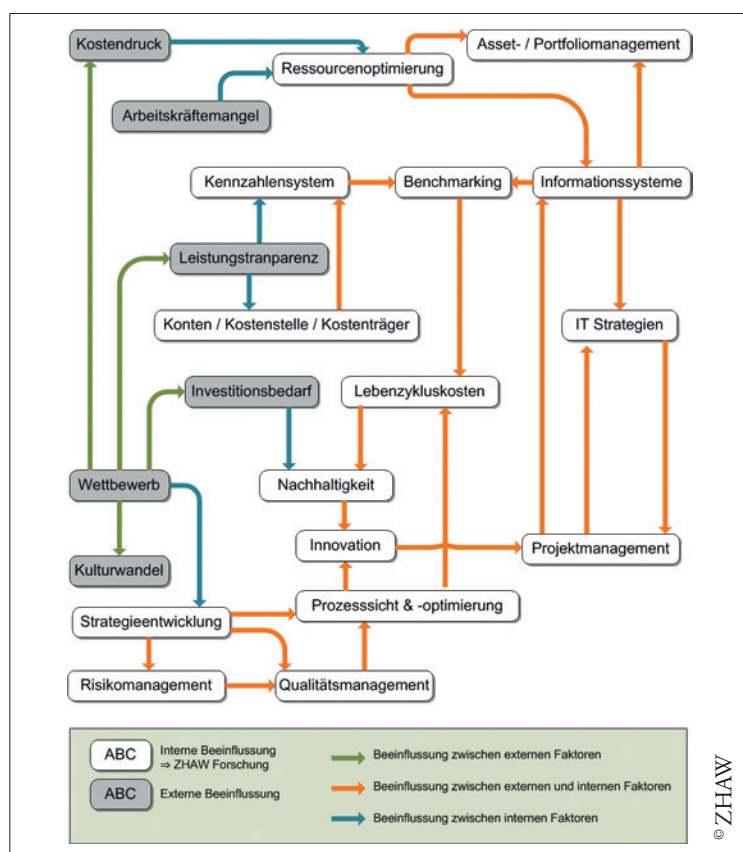 Kostendruck
Asset- / Portfoliomanagement
Ressourcenoptimierung
Arbeitskräftemangel
Kennzahlensystem
Benchmarking
Informationssysteme
Leistungstranparenz
Konten / Kostenstelle / Kostenträger
IT Strategien
Investitionsbedarf
Lebenzykluskosten
Wettbewerb
Nachhaltigkeit
Innovation
Projektmanagement
Kulturwandel
Prozesssicht & -optimierung
Strategieentwicklung
Risikomanagement
Qualitätsmanagement
ABC
Interne Beeinflussung
⇒ ZHAW Forschung
Beeinflussung zwischen externen Faktoren
Beeinflussung zwischen externen und internen Faktoren
ABC
Externe Beeinflussung
Beeinflussung zwischen internen Faktoren
© ZHAW